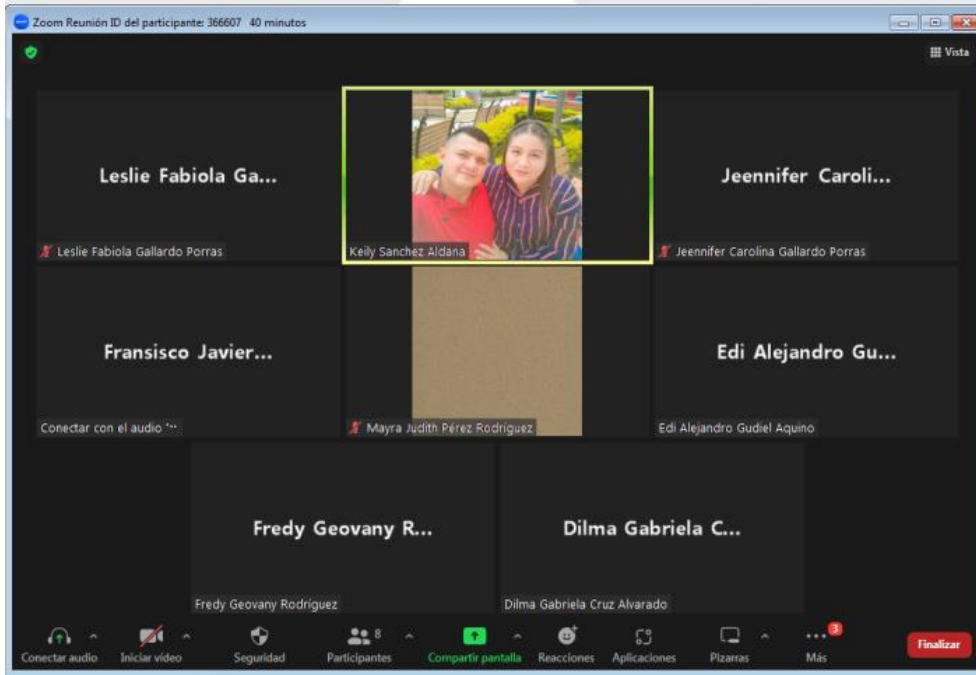 Zoom Reunión ID del participante: 366607 40 minutos
Vista
Leslie Fabiola Ga...
Jeennifer Caroli...
Leslie Fabiola Gallardo Porras
Keily Sanchez Aldana
Jeennifer Carolina Gallardo Porras
Fransisco Javier...
Edi Alejandro Gu...
Conectar con el audio ...
Mayra Judith Pérez Rodríguez
Edi Alejandro Gudiel Aquino
Fredy Geovany R...
Dilma Gabriela C...
Fredy Geovany Rodríguez
Dilma Gabriela Cruz Alvarado
8
3
Conectar audio Iniciar video Seguridad Participantes Compartir pantalla Reacciones Aplicaciones Pizarras Más Finalizar